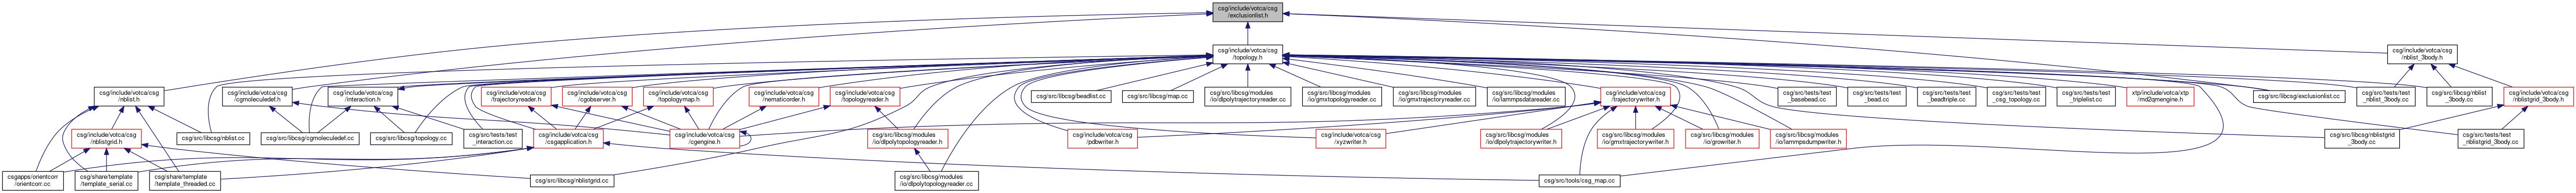 csg/include/votca/csg
/exclusionlist.h
csg/include/votca/csg
/topology.h
csg/include/votca/csg
/nblist_3body.h
csg/include/votca/csg
/nblist.h
csg/include/votca/csg
/cgmoleculedef.h
csg/include/votca/csg
/interaction.h
csg/include/votca/csg
/trajectoryreader.h
csg/include/votca/csg
/cgobserver.h
csg/include/votca/csg
/topologymap.h
csg/include/votca/csg
/nematicorder.h
csg/include/votca/csg
/topologyreader.h
csg/src/libcsg/beadlist.cc
csg/src/libcsg/map.cc
csg/src/libcsg/modules
/io/dlpolytrajectoryreader.cc
csg/src/libcsg/modules
/io/gmxtopologyreader.cc
csg/src/libcsg/modules
/io/gmxtrajectoryreader.cc
csg/src/libcsg/modules
/io/lammpsdatareader.cc
csg/include/votca/csg
/trajectorywriter.h
csg/src/tests/test
_basebead.cc
csg/src/tests/test
_bead.cc
csg/src/tests/test
_beadtriple.cc
csg/src/tests/test
_csg_topology.cc
csg/src/tests/test
_triplelist.cc
xtp/include/votca/xtp
/md2qmengine.h
csg/src/libcsg/exclusionlist.cc
csg/src/tests/test
_nblist_3body.cc
csg/src/libcsg/nblist
_3body.cc
csg/include/votca/csg
/nblistgrid_3body.h
csg/include/votca/csg
/nblistgrid.h
csg/src/libcsg/nblist.cc
csg/src/libcsg/cgmoleculedef.cc
csg/src/libcsg/topology.cc
csg/src/tests/test
_interaction.cc
csg/include/votca/csg
/csgapplication.h
csg/include/votca/csg
/cgengine.h
csg/src/libcsg/modules
/io/dlpolytopologyreader.h
csg/include/votca/csg
/pdbwriter.h
csg/include/votca/csg
/xyzwriter.h
csg/src/libcsg/modules
/io/dlpolytrajectorywriter.h
csg/src/libcsg/modules
/io/gmxtrajectorywriter.h
csg/src/libcsg/modules
/io/growriter.h
csg/src/libcsg/modules
/io/lammpsdumpwriter.h
csg/src/libcsg/nblistgrid
_3body.cc
csg/src/tests/test
_nblistgrid_3body.cc
csgapps/orientcorr
/orientcorr.cc
csg/share/template
/template_serial.cc
csg/share/template
/template_threaded.cc
csg/src/libcsg/nblistgrid.cc
csg/src/libcsg/modules
/io/dlpolytopologyreader.cc
csg/src/tools/csg_map.cc